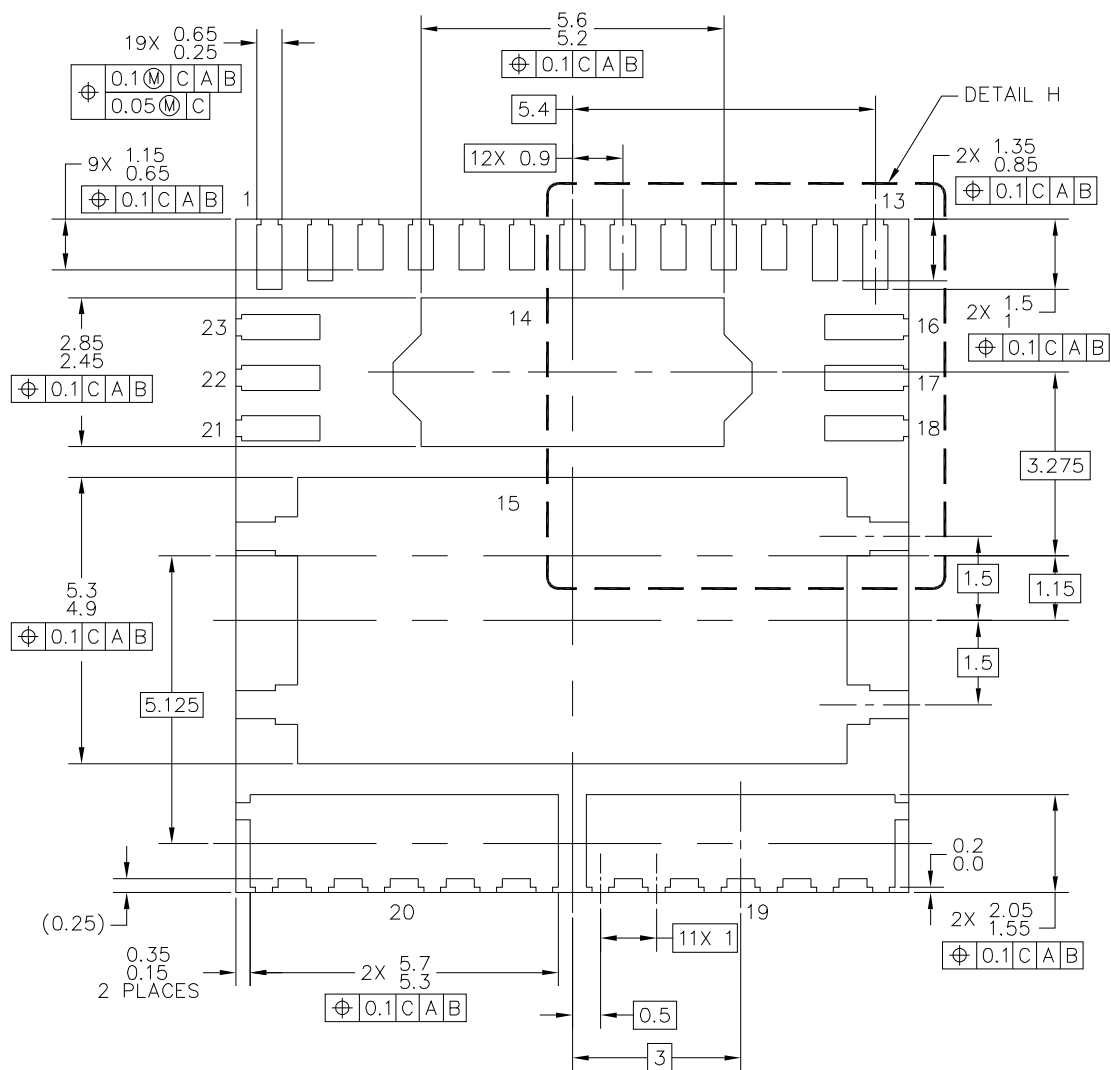 19X 0.65
0.25
⌖ 0.1 Ⓜ C A B
0.05 Ⓜ C
5.6
5.2
⌖ 0.1 C A B
5.4
DETAIL H
12X 0.9
9X 1.15
0.65
⌖ 0.1 C A B
2X 1.35
0.85
⌖ 0.1 C A B
1
13
2X 1.5
1
⌖ 0.1 C A B
23
14
16
2.85
2.45
⌖ 0.1 C A B
22
17
21
18
3.275
15
1.5
1.15
5.3
4.9
⌖ 0.1 C A B
1.5
5.125
0.2
0.0
(0.25)
20
19
2X 2.05
1.55
⌖ 0.1 C A B
11X 1
0.35
0.15
2 PLACES
2X 5.7
5.3
⌖ 0.1 C A B
0.5
3